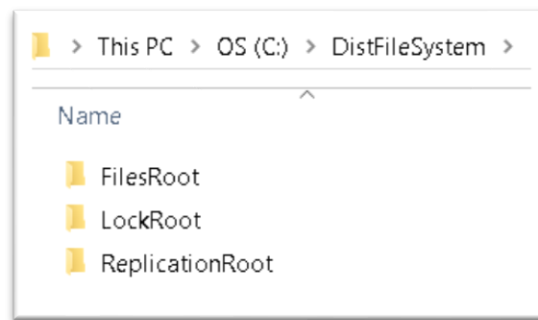 This PC > OS (C:) > DistFileSystem >
Name
FilesRoot
LockRoot
ReplicationRoot